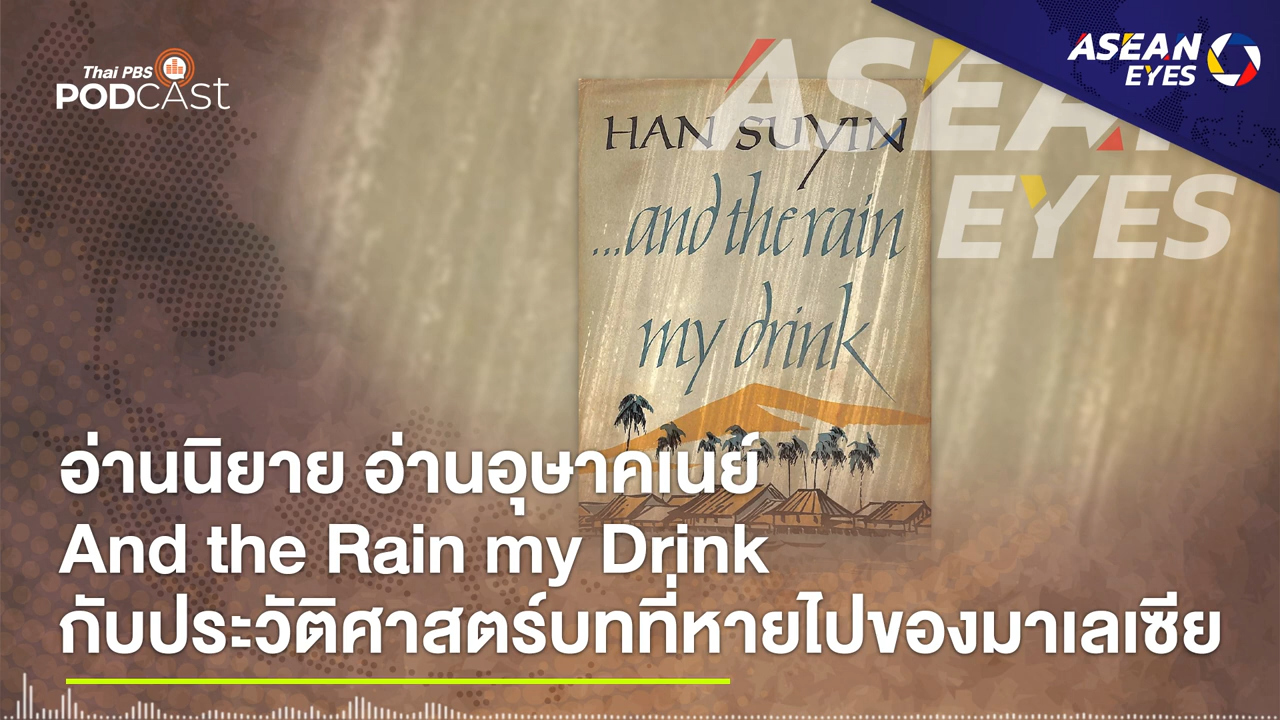 Thai PBS
PODCAST
ASEAN
EYES
ASEAN
EYES
HAN SUYIN
...and the rain
my drink
อ่านนิยาย อ่านอุษาคเนย์
And the Rain my Drink
กับประวัติศาสตร์บทที่หายไปของมาเลเซีย